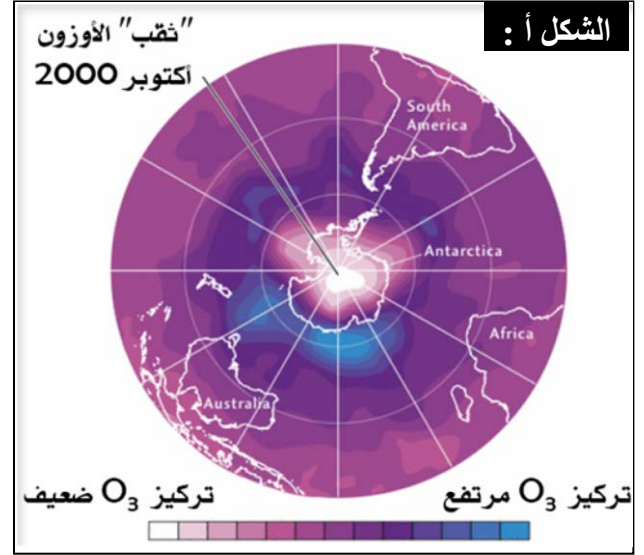 الشكل أ :
"ثقب" الأوزون
أكتوبر 2000
South
America
Antarctica
Africa
Australia
تركيز O₃ مرتفع
تركيز O₃ ضعيف